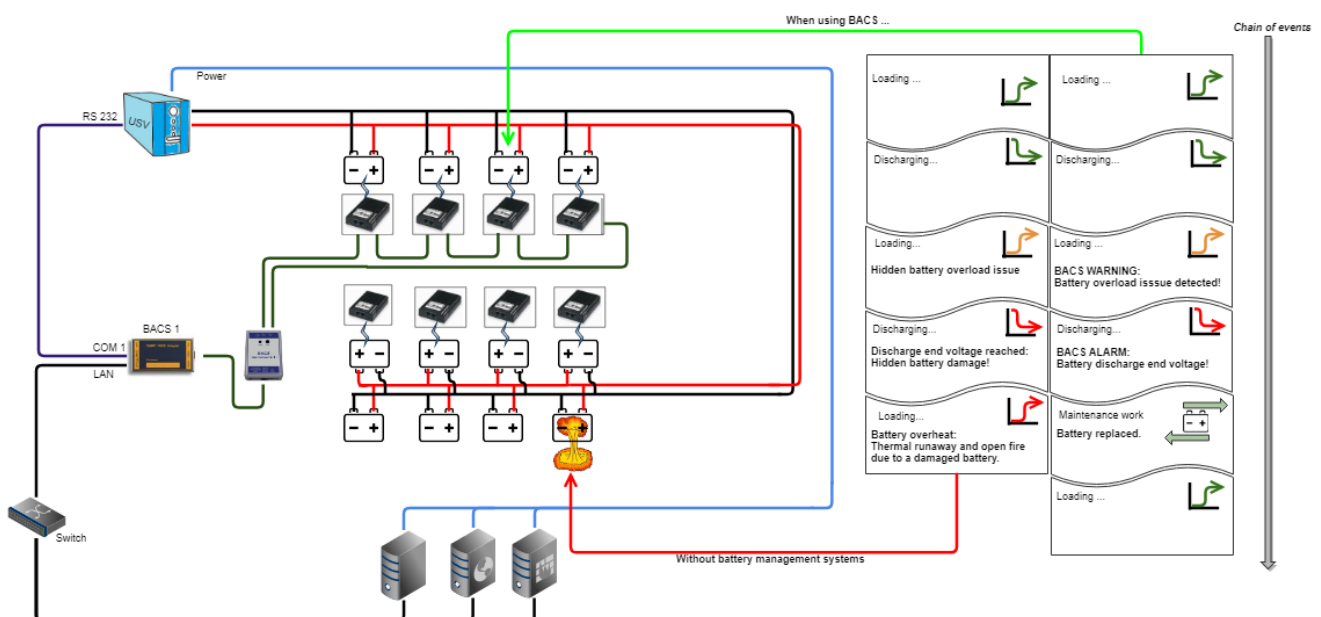 When using BACS ...
Chain of events
Power
USV
RS 232
BACS 1
COM 1
LAN
BACS
Switch
Without battery management systems
Loading ...
Discharging...
Loading...
Hidden battery overload issue
Discharging...
Discharge end voltage reached:
Hidden battery damage!
Loading...
Battery overheat:
Thermal runaway and open fire
due to a damaged battery.
Loading ...
Discharging...
Loading ...
BACS WARNING:
Battery overload isssue detected!
Discharging...
BACS ALARM:
Battery discharge end voltage!
Maintenance work
Battery replaced.
Loading ...